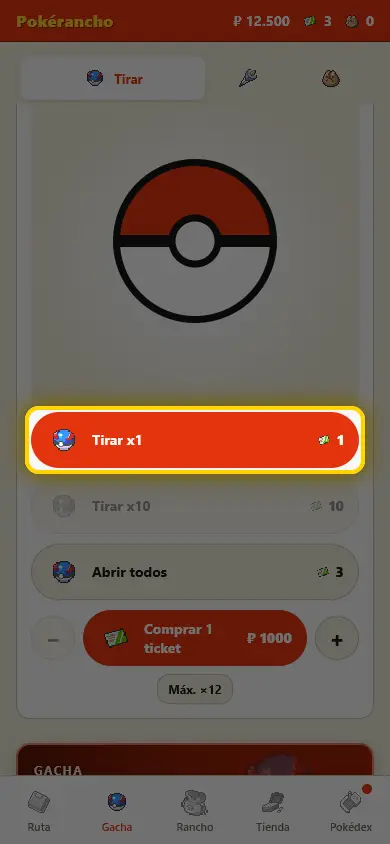 Pokérancho ₽ 12.500 3 0
Tirar
Tirar x1 1
Tirar x10 10
Abrir todos 3
− Comprar 1 ticket ₽ 1000 +
Máx. ×12
GACHA
Ruta Gacha Rancho Tienda Pokédex